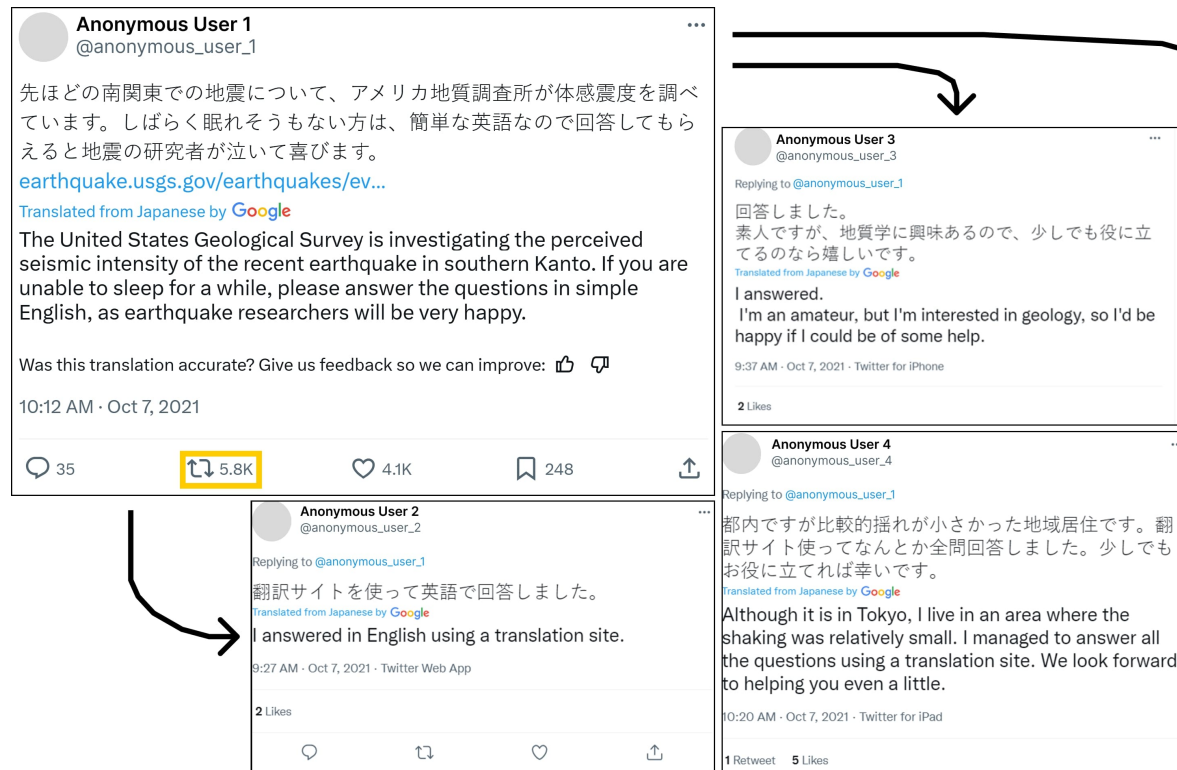 Anonymous User 1
@anonymous_user_1
先ほどの南関東での地震について、アメリカ地質調査所が体感震度を調べ
ています。しばらく眠れそうもない方は、簡単な英語なので回答してもら
えると地震の研究者が泣いて喜びます。
earthquake.usgs.gov/earthquakes/ev...
Translated from Japanese by Google
The United States Geological Survey is investigating the perceived
seismic intensity of the recent earthquake in southern Kanto. If you are
unable to sleep for a while, please answer the questions in simple
English, as earthquake researchers will be very happy.
Was this translation accurate? Give us feedback so we can improve:
10:12 AM · Oct 7, 2021
35 5.8K 4.1K 248
Anonymous User 2
@anonymous_user_2
Replying to @anonymous_user_1
翻訳サイトを使って英語で回答しました。
Translated from Japanese by Google
I answered in English using a translation site.
9:27 AM · Oct 7, 2021 · Twitter Web App
2 Likes
Anonymous User 3
@anonymous_user_3
Replying to @anonymous_user_1
回答しました。
素人ですが、地質学に興味あるので、少しでも役に立
てるのなら嬉しいです。
Translated from Japanese by Google
I answered.
I'm an amateur, but I'm interested in geology, so I'd be
happy if I could be of some help.
9:37 AM · Oct 7, 2021 · Twitter for iPhone
2 Likes
Anonymous User 4
@anonymous_user_4
Replying to @anonymous_user_1
都内ですが比較的揺れが小さかった地域居住です。翻
訳サイト使ってなんとか全問回答しました。少しでも
お役に立てれば幸いです。
Translated from Japanese by Google
Although it is in Tokyo, I live in an area where the
shaking was relatively small. I managed to answer all
the questions using a translation site. We look forward
to helping you even a little.
10:20 AM · Oct 7, 2021 · Twitter for iPad
1 Retweet 5 Likes